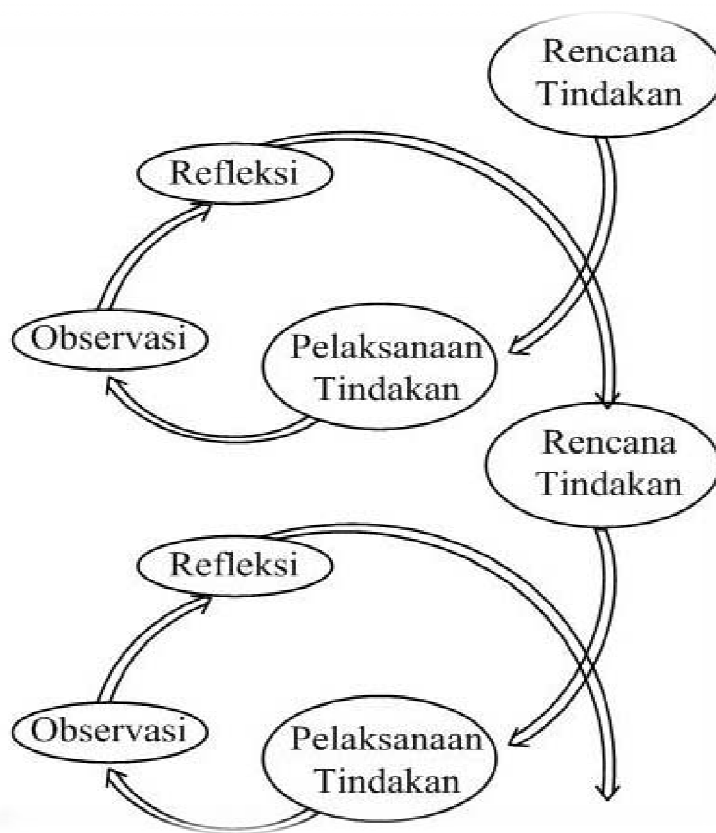 Rencana
Tindakan
Refleksi
Observasi
Pelaksanaan
Tindakan
Rencana
Tindakan
Refleksi
Observasi
Pelaksanaan
Tindakan